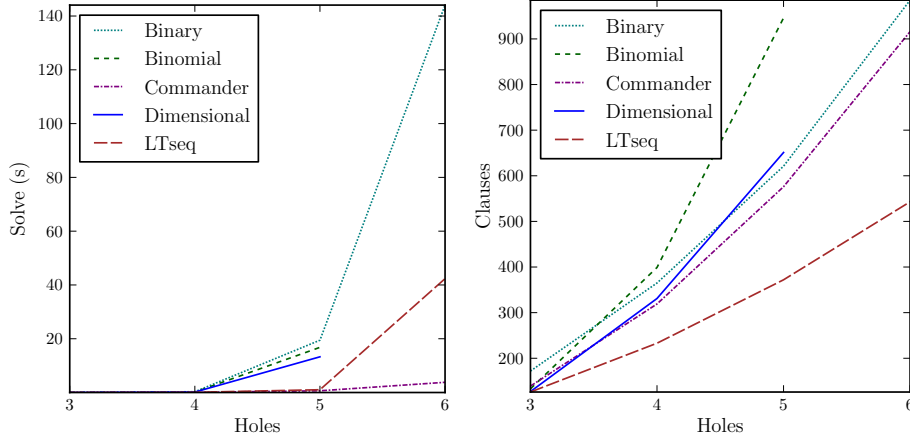 140
120
100
80
60
40
20
3
4
5
6
Solve (s)
Holes
Binary
Binomial
Commander
Dimensional
LTseq
900
800
700
600
500
400
300
200
3
4
5
6
Clauses
Holes
Binary
Binomial
Commander
Dimensional
LTseq